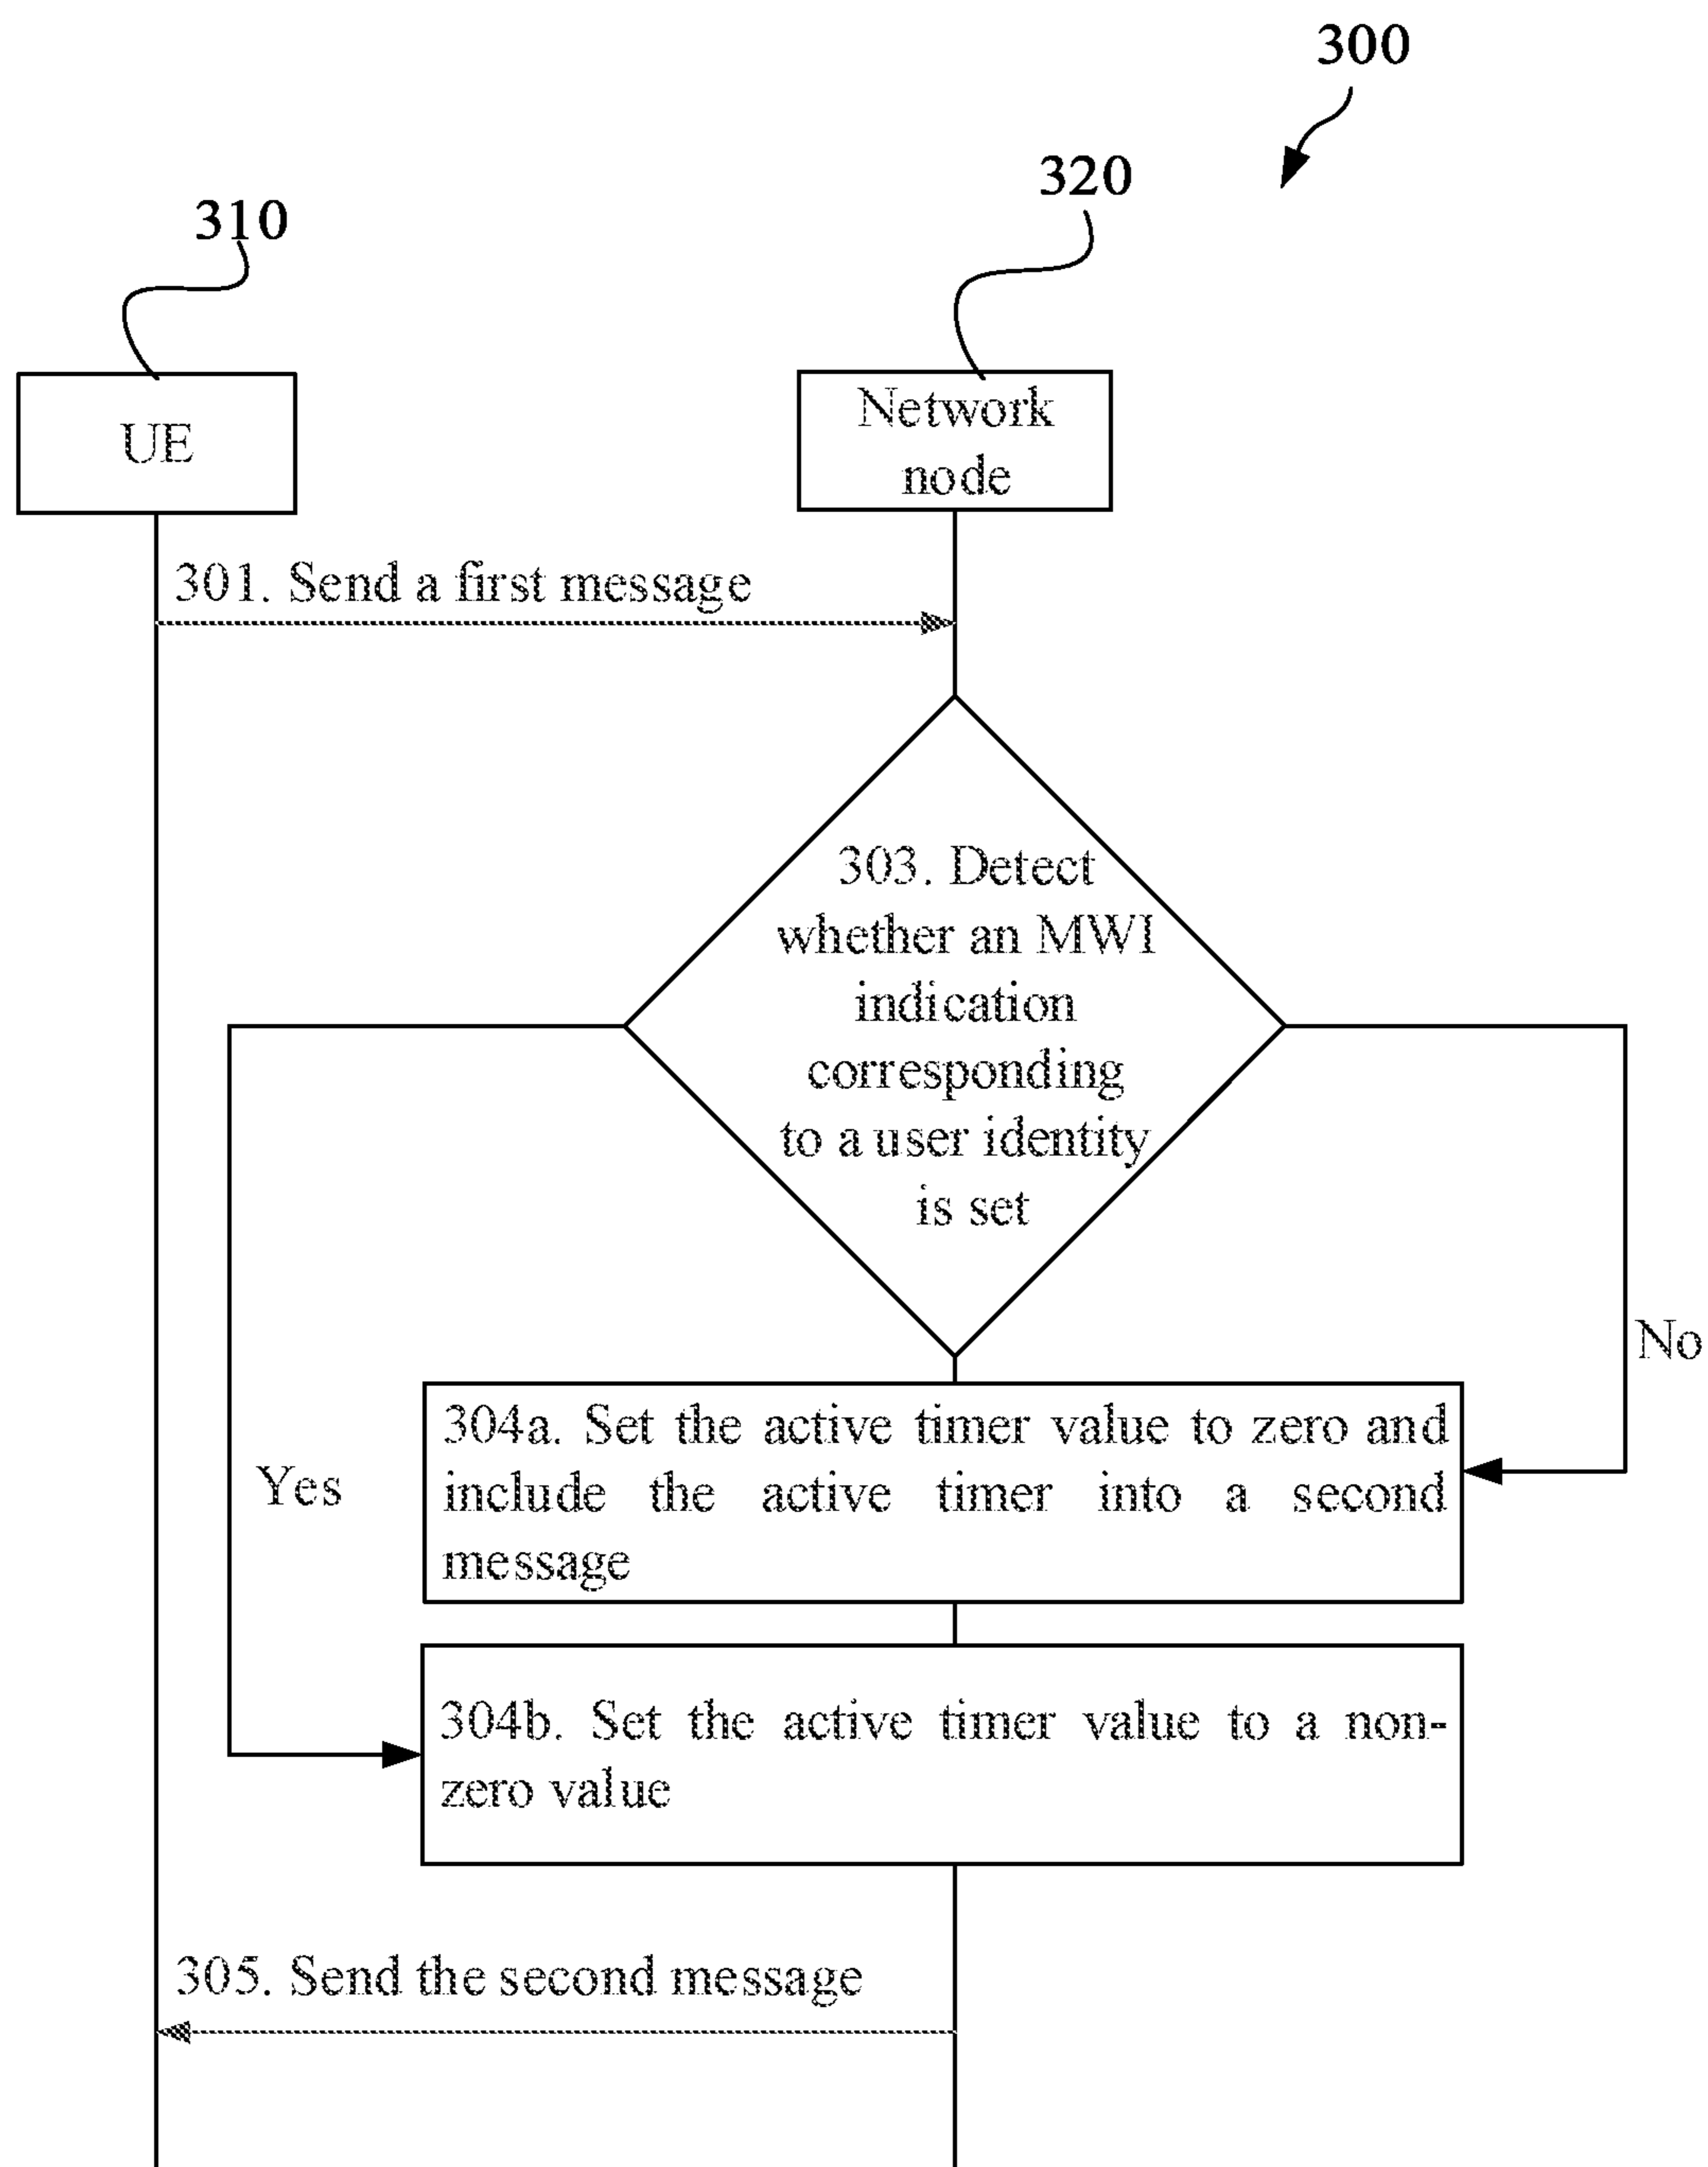 300
320
310
UE
Network
node
301. Send a first message
303. Detect
whether an MWI
indication
corresponding
to a user identity
is set
No
304a. Set the active timer value to zero and
include the active timer into a second
message
Yes
304b. Set the active timer value to a non-
zero value
305. Send the second message